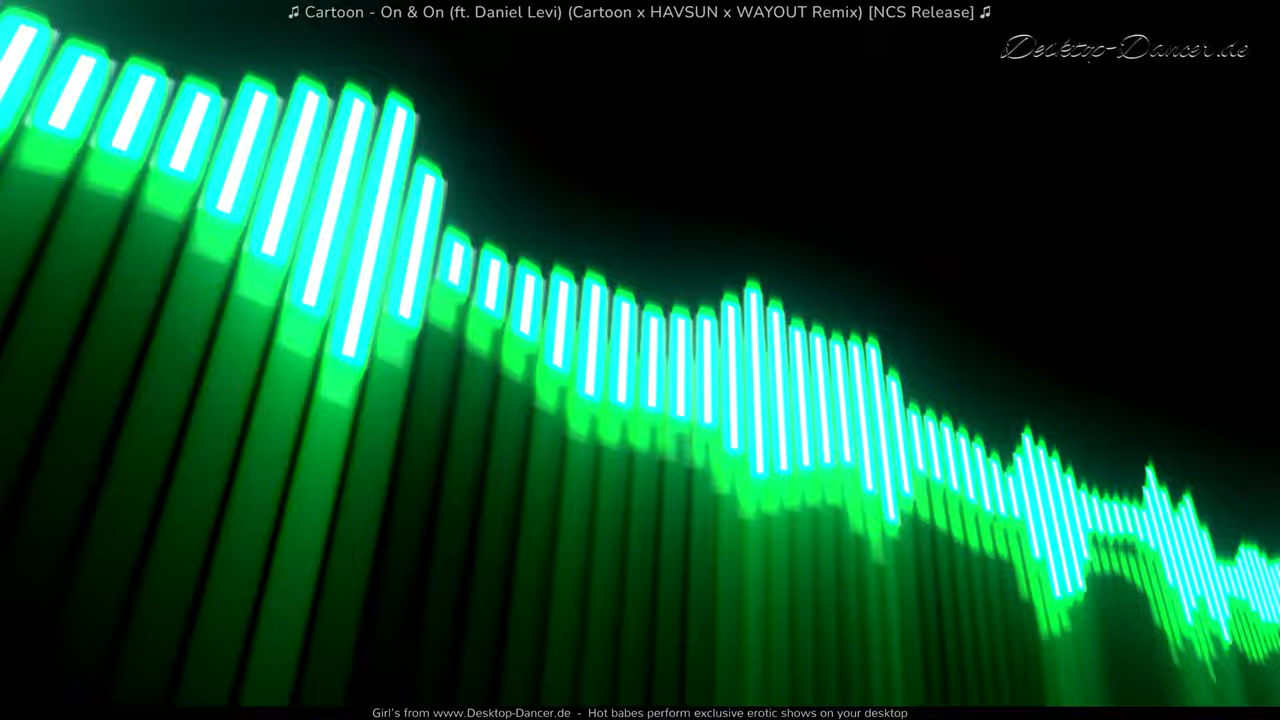 ♫ Cartoon - On & On (ft. Daniel Levi) (Cartoon x HAVSUN x WAYOUT Remix) [NCS Release] ♫
Desktop-Dancer.de
Girl's from www.Desktop-Dancer.de - Hot babes perform exclusive erotic shows on your desktop